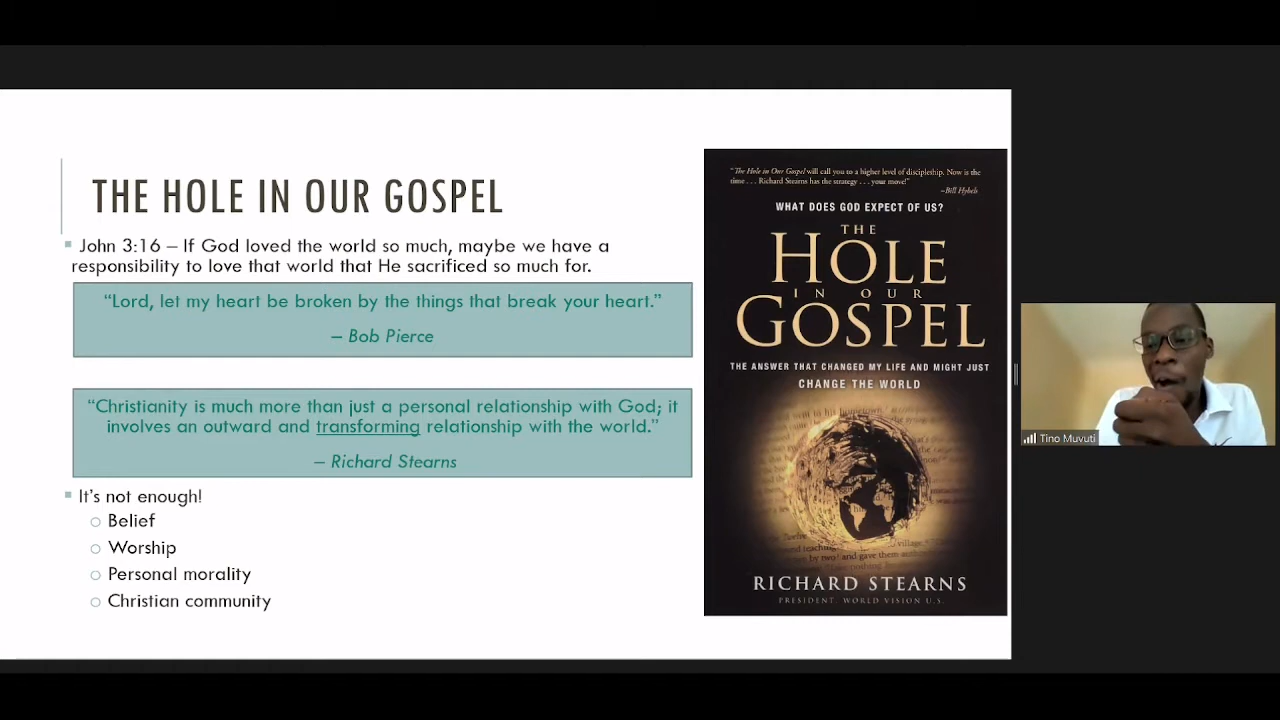 THE HOLE IN OUR GOSPEL
John 3:16 – If God loved the world so much, maybe we have a
responsibility to love that world that He sacrificed so much for.
“Lord, let my heart be broken by the things that break your heart.”
– Bob Pierce
“Christianity is much more than just a personal relationship with God; it
involves an outward and transforming relationship with the world.”
– Richard Stearns
It’s not enough!
Belief
Worship
Personal morality
Christian community
“The Hole in Our Gospel will call you to a higher level of discipleship. Now is the
time . . . Richard Stearns has the strategy . . . your move!”
–Bill Hybels
WHAT DOES GOD EXPECT OF US?
THE
HOLE
IN OUR
GOSPEL
THE ANSWER THAT CHANGED MY LIFE AND MIGHT JUST
CHANGE THE WORLD
RICHARD STEARNS
PRESIDENT, WORLD VISION U.S.
Tino Muvuti